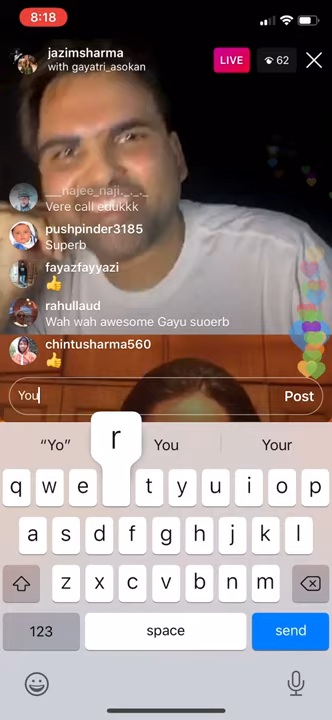 8:18
jazimsharma
with gayatri_asokan
LIVE
62
___najee_naji._._._
Vere call edukkk
pushpinder3185
Superb
fayazfayyazi
👍
rahullaud
Wah wah awesome Gayu suoerb
chintusharma560
👍
You
Post
“Yo” You Your
r
q w e t y u i o p
a s d f g h j k l
z x c v b n m
123 space send